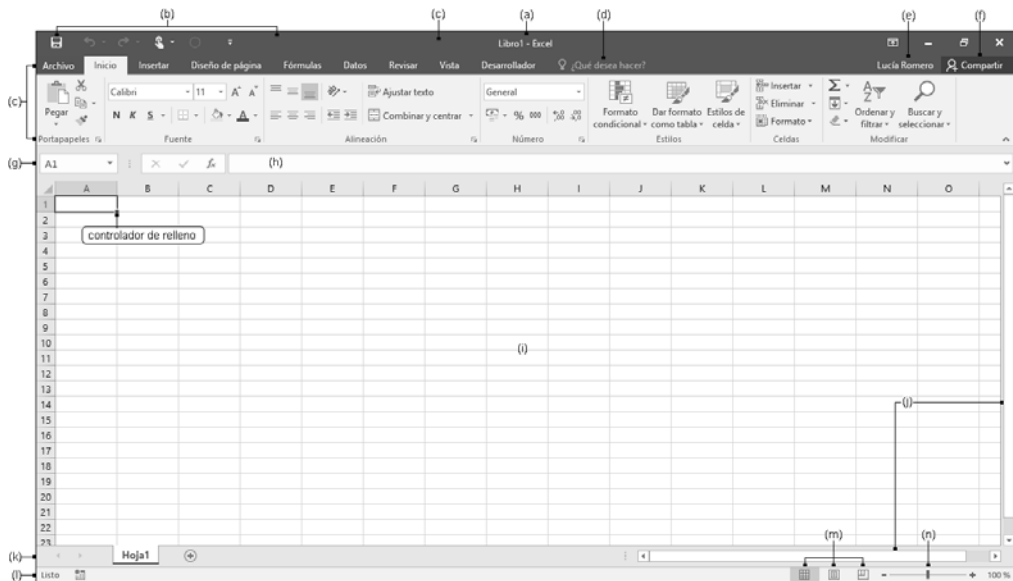 (b) (c) (a) (d) (e) (f)
Libro1 - Excel
Archivo Inicio Insertar Diseño de página Fórmulas Datos Revisar Vista Desarrollador ¿Qué desea hacer? Lucía Romero Compartir
(c)
Pegar
Calibri 11 A A
N K S A
Ajustar texto
Combinar y centrar
General
% 000
Formato condicional
Dar formato como tabla
Estilos de celda
Insertar
Eliminar
Formato
Σ
Ordenar y filtrar
Buscar y seleccionar
Portapapeles Fuente Alineación Número Estilos Celdas Modificar
(g) A1 fx (h)
A B C D E F G H I J K L M N O
1
2
3 controlador de relleno
4
5
6
7
8
9
10 (i)
11
12
13
14 (j)
15
16
17
18
19
20
21
22
23 (m) (n)
(k) Hoja1
(l) Listo 100 %